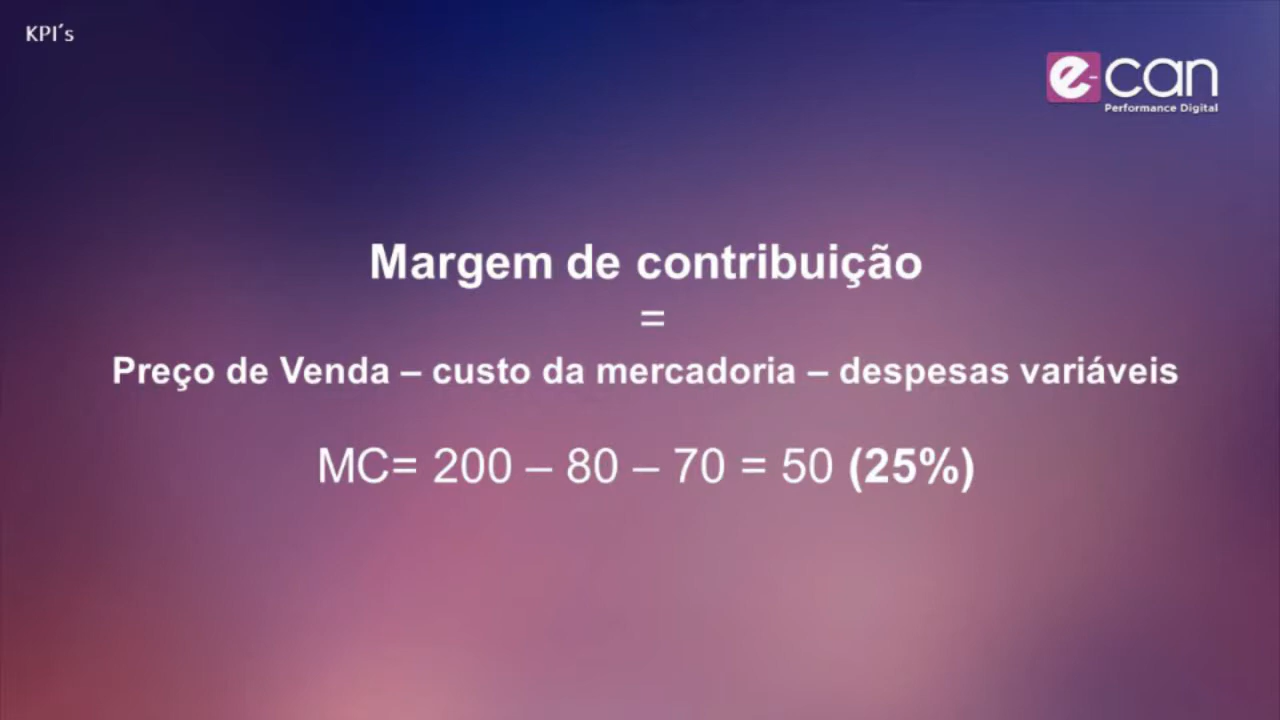 KPI´s
e-can
Performance Digital
Margem de contribuição
=
Preço de Venda – custo da mercadoria – despesas variáveis
MC= 200 – 80 – 70 = 50 (25%)